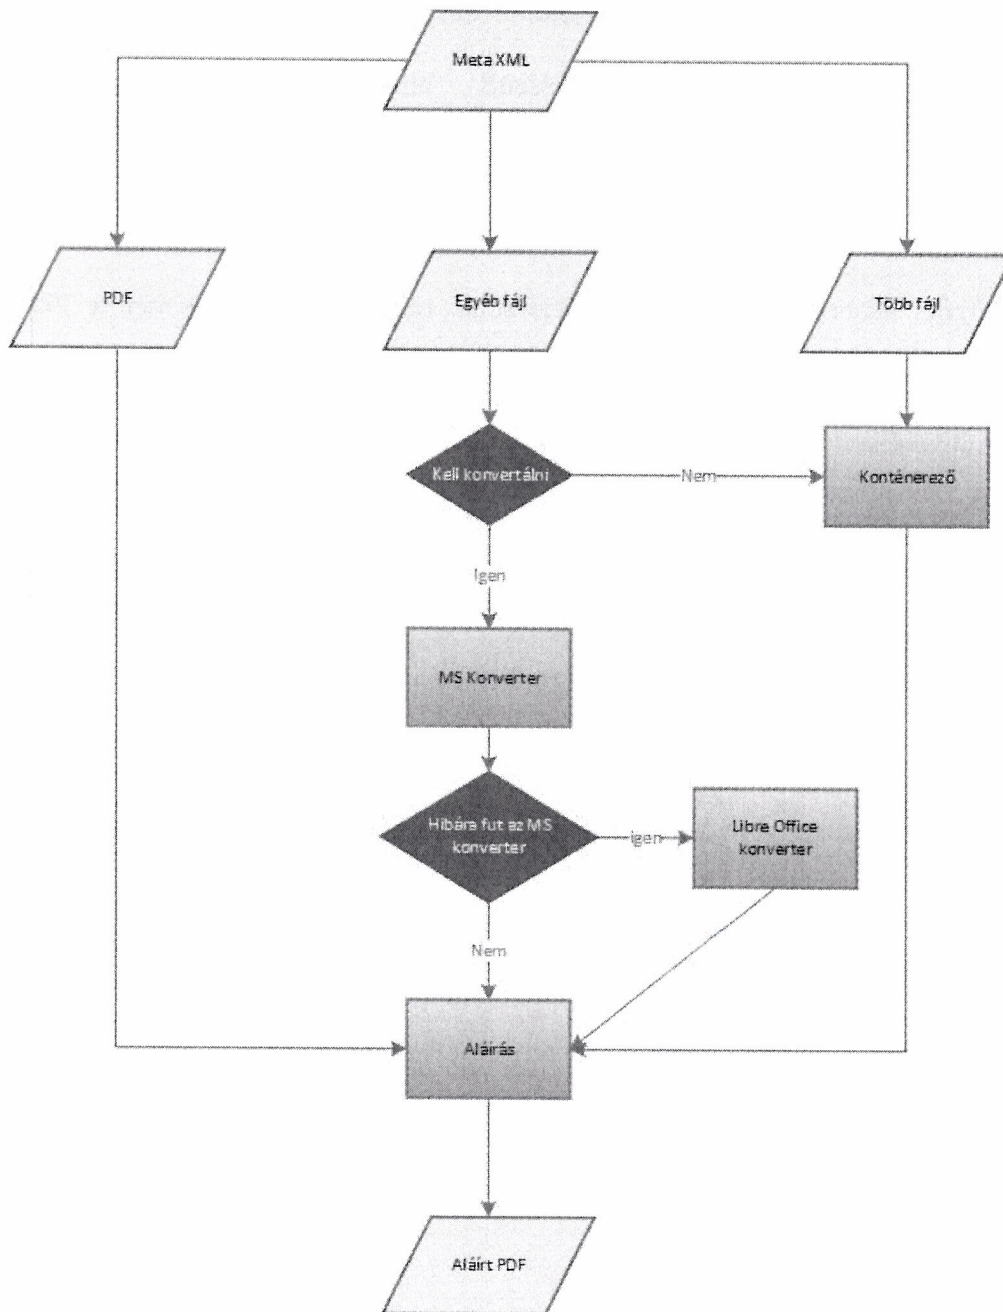 Meta XML
PDF
Egyéb fájl
Több fájl
Kell konvertálni
Nem
Konténerező
Igen
MS Konverter
Hibára fut az MS
konverter
Igen
Libre Office
konverter
Nem
Aláírás
Aláírt PDF